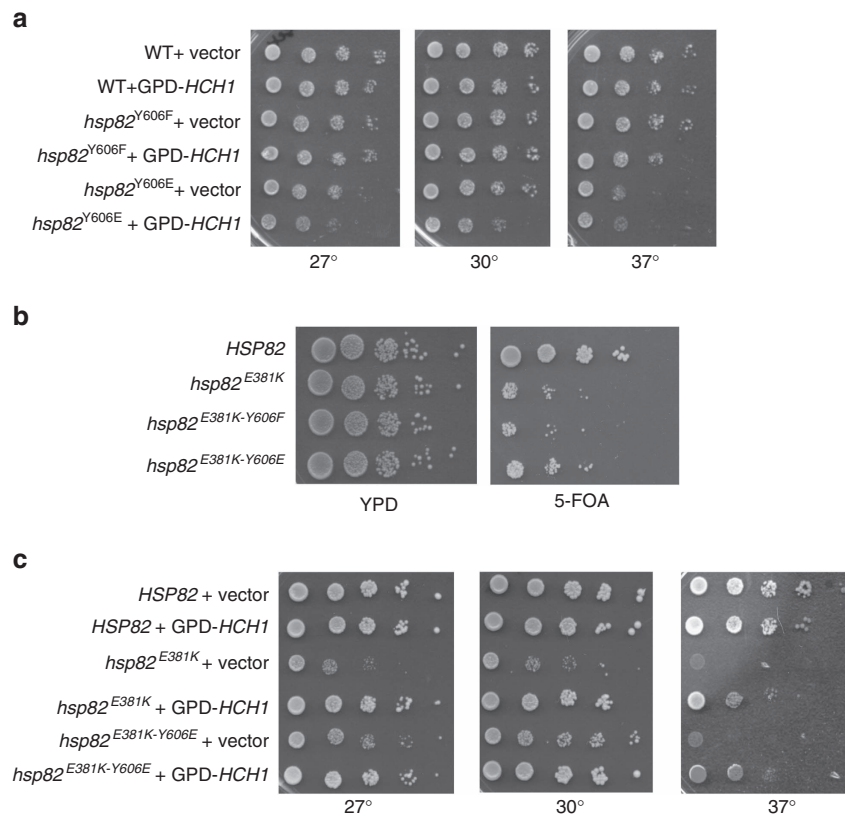 a
WT+ vector
WT+GPD-HCH1
hsp82Y606F+ vector
hsp82Y606F+ GPD-HCH1
hsp82Y606E+ vector
hsp82Y606E + GPD-HCH1
27°
30°
37°
b
HSP82
hsp82E381K
hsp82E381K-Y606F
hsp82E381K-Y606E
YPD
5-FOA
c
HSP82 + vector
HSP82 + GPD-HCH1
hsp82E381K + vector
hsp82E381K + GPD-HCH1
hsp82E381K-Y606E + vector
hsp82E381K-Y606E + GPD-HCH1
27°
30°
37°